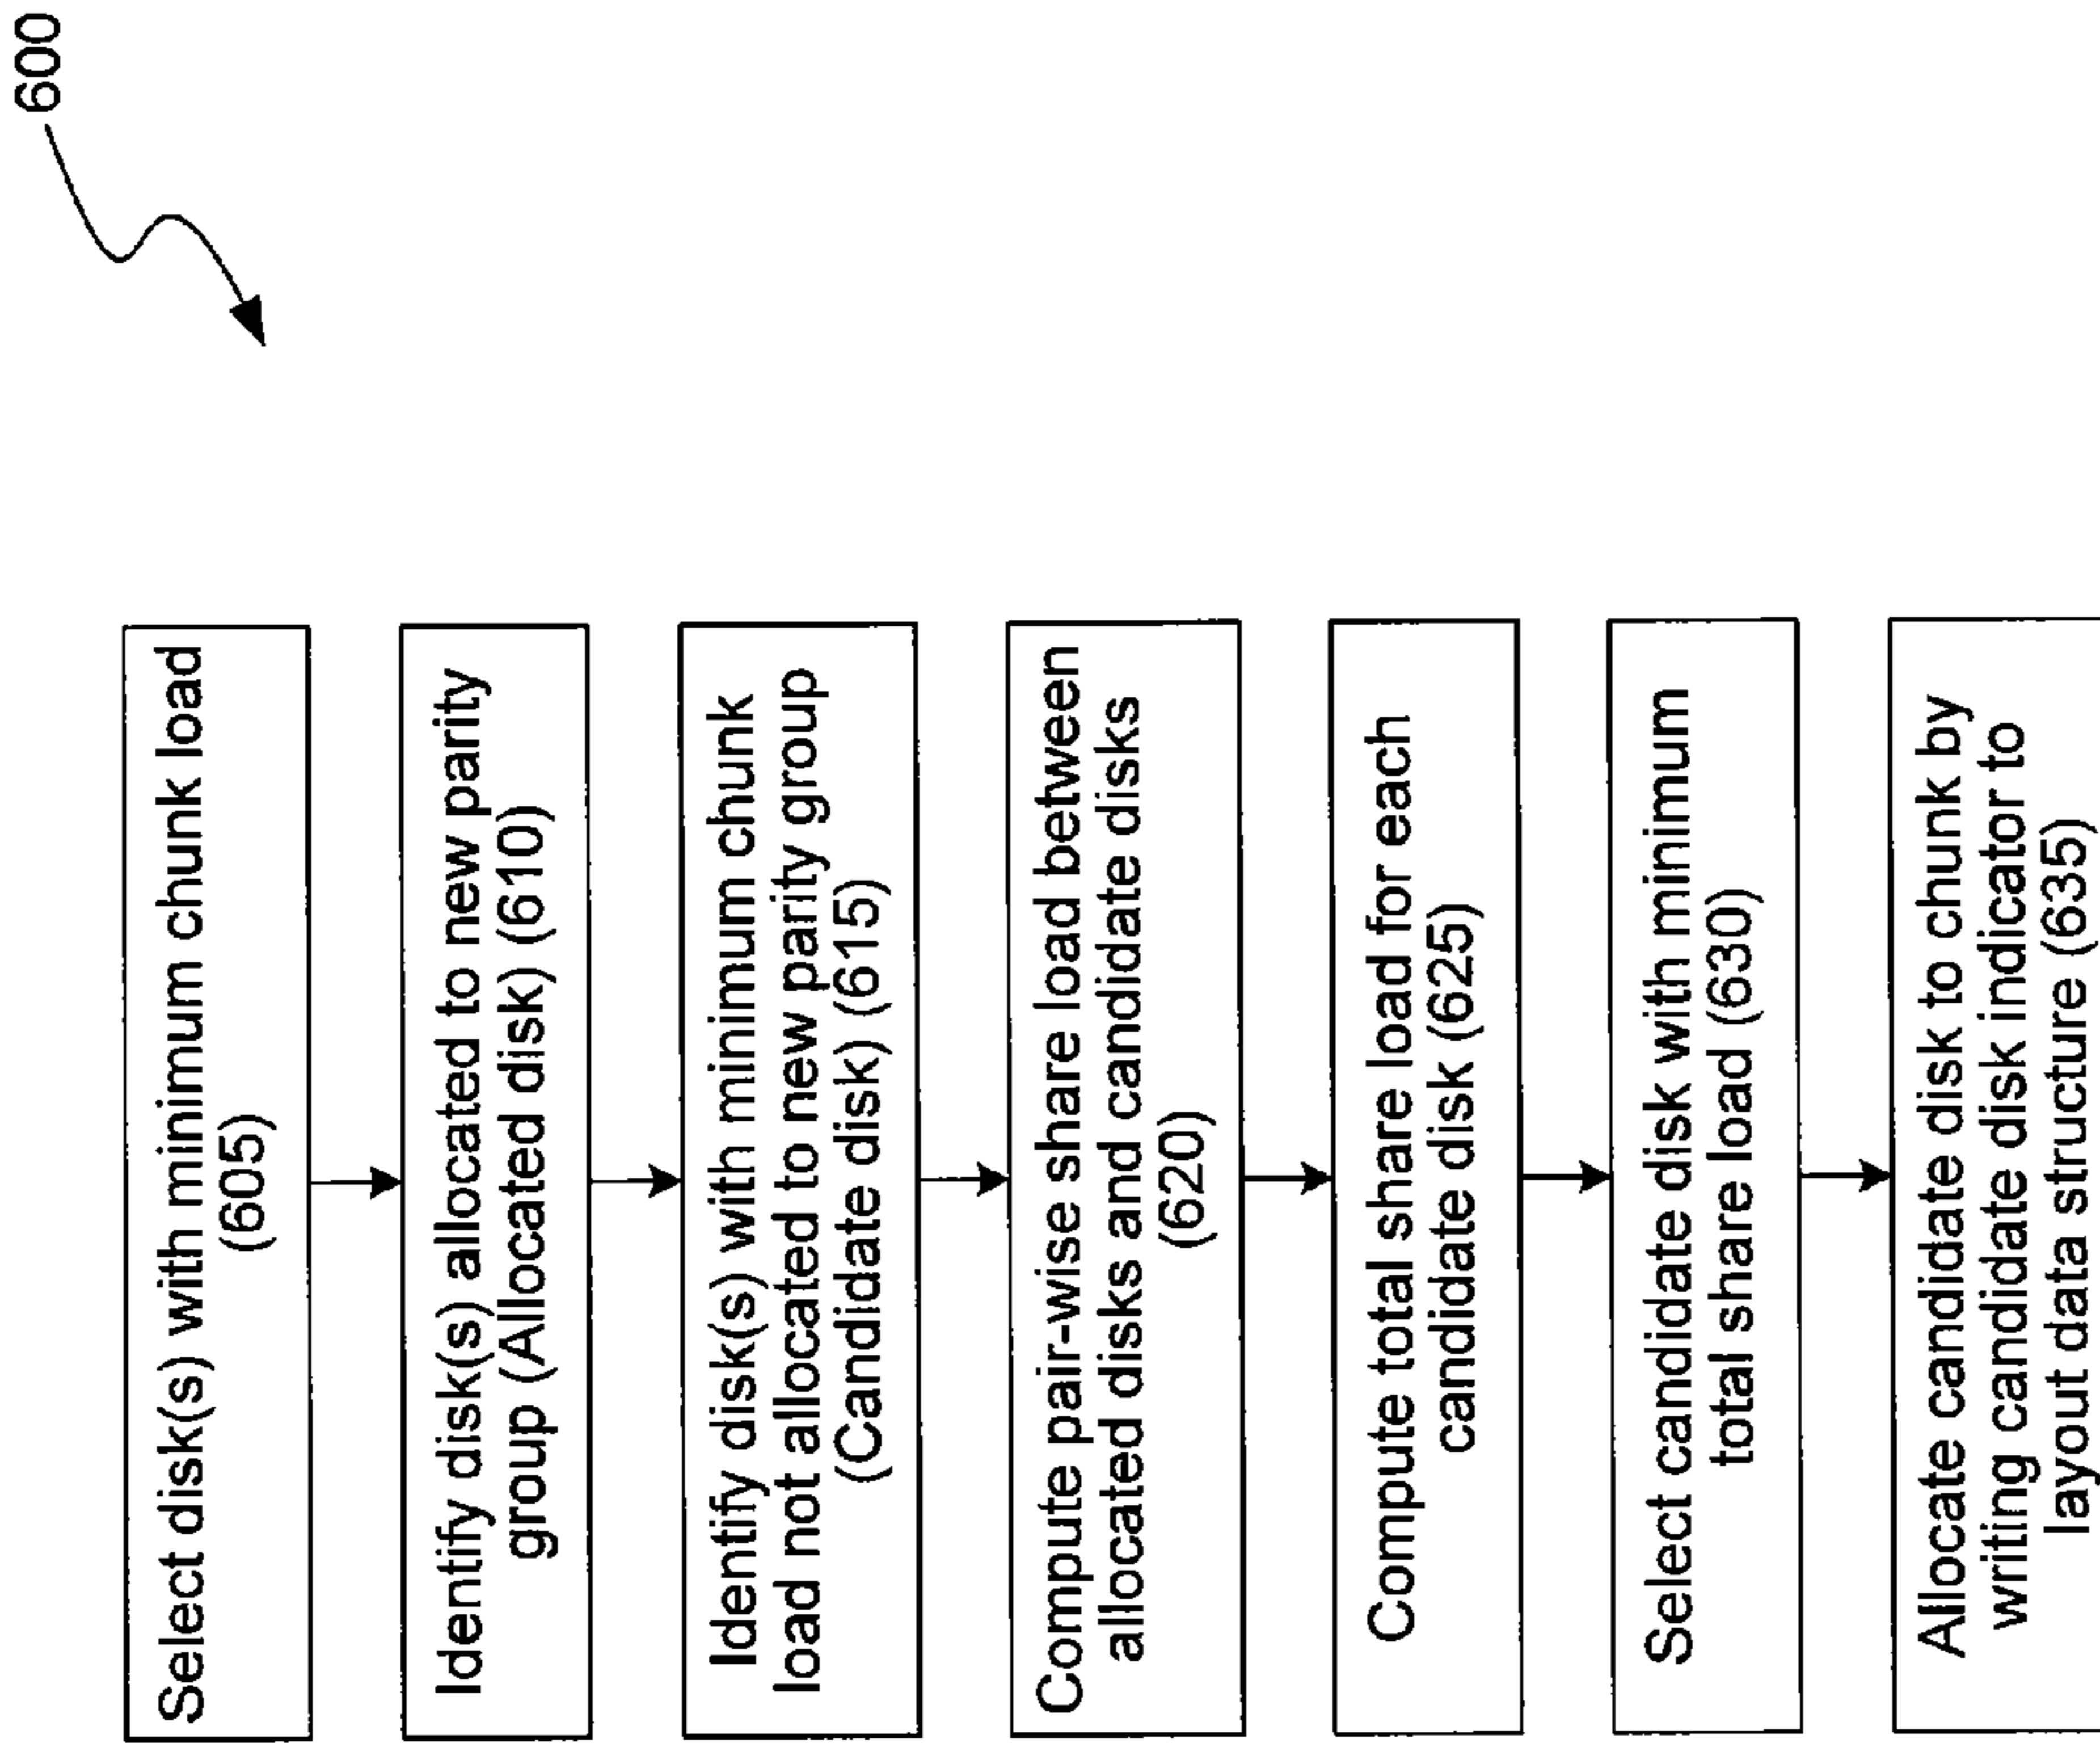 600
Select disk(s) with minimum chunk load
(605)
Identify disk(s) allocated to new parity
group (Allocated disk) (610)
Identify disk(s) with minimum chunk
load not allocated to new parity group
(Candidate disk) (615)
Compute pair-wise share load between
allocated disks and candidate disks
(620)
Compute total share load for each
candidate disk (625)
Select candidate disk with minimum
total share load (630)
Allocate candidate disk to chunk by
writing candidate disk indicator to
layout data structure (635)